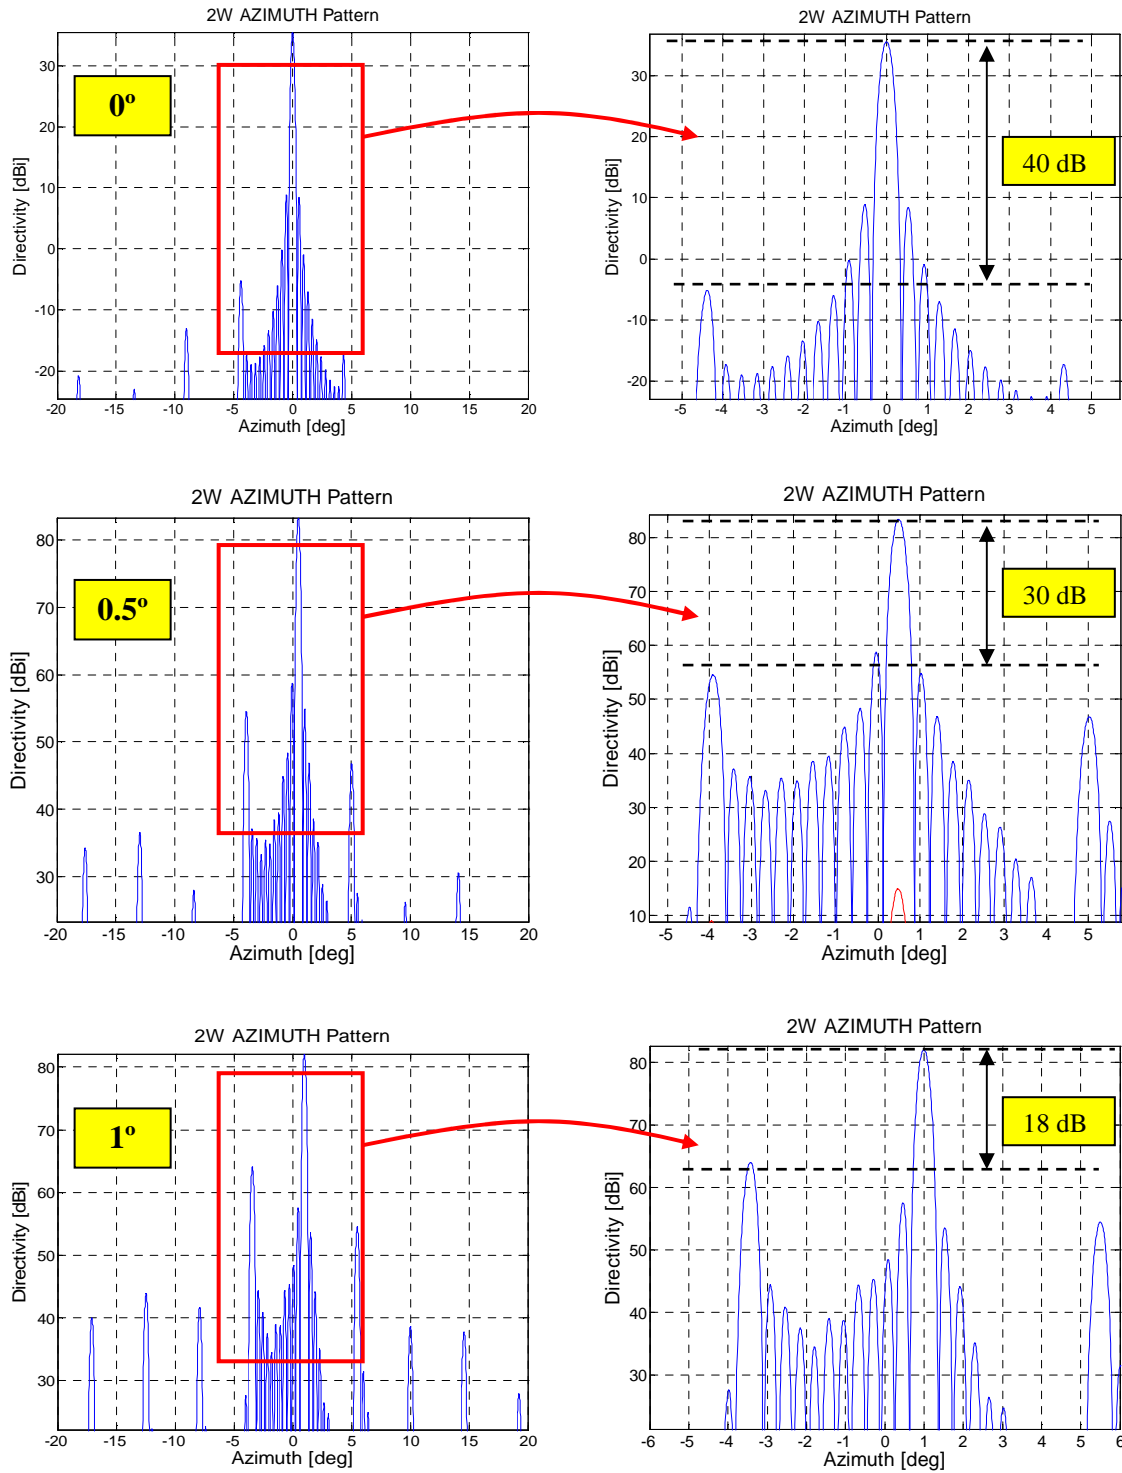 2W AZIMUTH Pattern
Directivity [dBi]
30
20
10
0
-10
-20
0º
-20 -15 -10 -5 0 5 10 15 20
Azimuth [deg]
2W AZIMUTH Pattern
Directivity [dBi]
30
20
10
0
-10
-20
40 dB
-5 -4 -3 -2 -1 0 1 2 3 4 5
Azimuth [deg]
2W AZIMUTH Pattern
Directivity [dBi]
80
70
60
50
40
30
0.5º
-20 -15 -10 -5 0 5 10 15 20
Azimuth [deg]
2W AZIMUTH Pattern
Directivity [dBi]
80
70
60
50
40
30
20
10
30 dB
-5 -4 -3 -2 -1 0 1 2 3 4 5
Azimuth [deg]
2W AZIMUTH Pattern
Directivity [dBi]
80
70
60
50
40
30
1º
-20 -15 -10 -5 0 5 10 15 20
Azimuth [deg]
2W AZIMUTH Pattern
Directivity [dBi]
80
70
60
50
40
30
18 dB
-6 -5 -4 -3 -2 -1 0 1 2 3 4 5 6
Azimuth [deg]